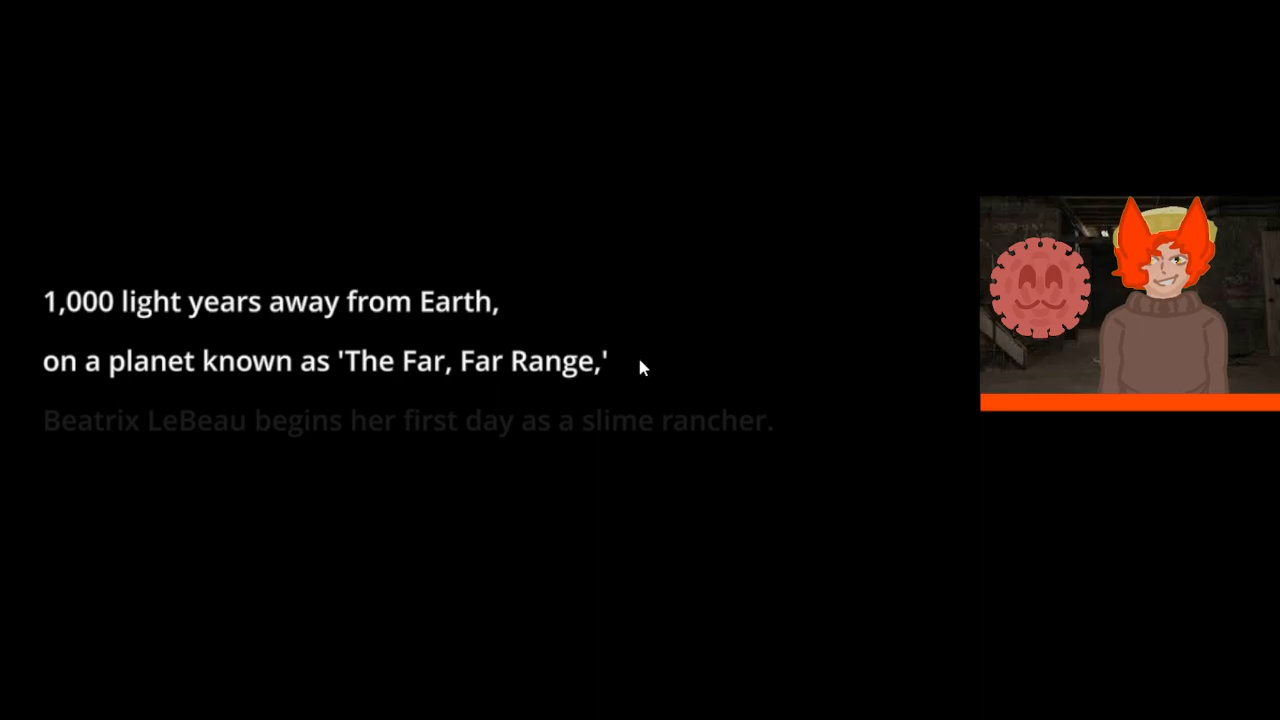 1,000 light years away from Earth,
on a planet known as 'The Far, Far Range,'
Beatrix LeBeau begins her first day as a slime rancher.